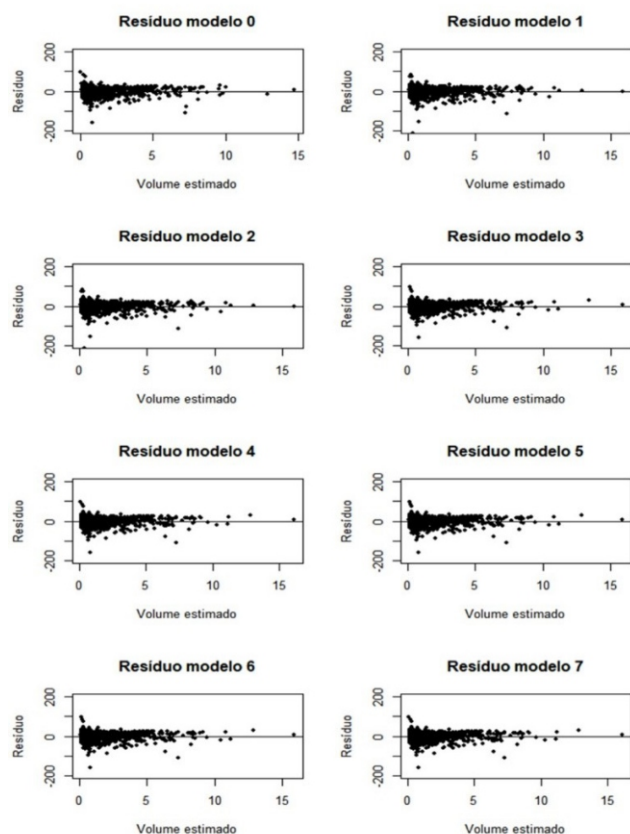 Resíduo modelo 0
Resíduo
200
0
-200
0 5 10 15
Volume estimado
Resíduo modelo 1
Resíduo
200
0
-200
0 5 10 15
Volume estimado
Resíduo modelo 2
Resíduo
200
0
-200
0 5 10 15
Volume estimado
Resíduo modelo 3
Resíduo
200
0
-200
0 5 10 15
Volume estimado
Resíduo modelo 4
Resíduo
200
0
-200
0 5 10 15
Volume estimado
Resíduo modelo 5
Resíduo
200
0
-200
0 5 10 15
Volume estimado
Resíduo modelo 6
Resíduo
200
0
-200
0 5 10 15
Volume estimado
Resíduo modelo 7
Resíduo
200
0
-200
0 5 10 15
Volume estimado